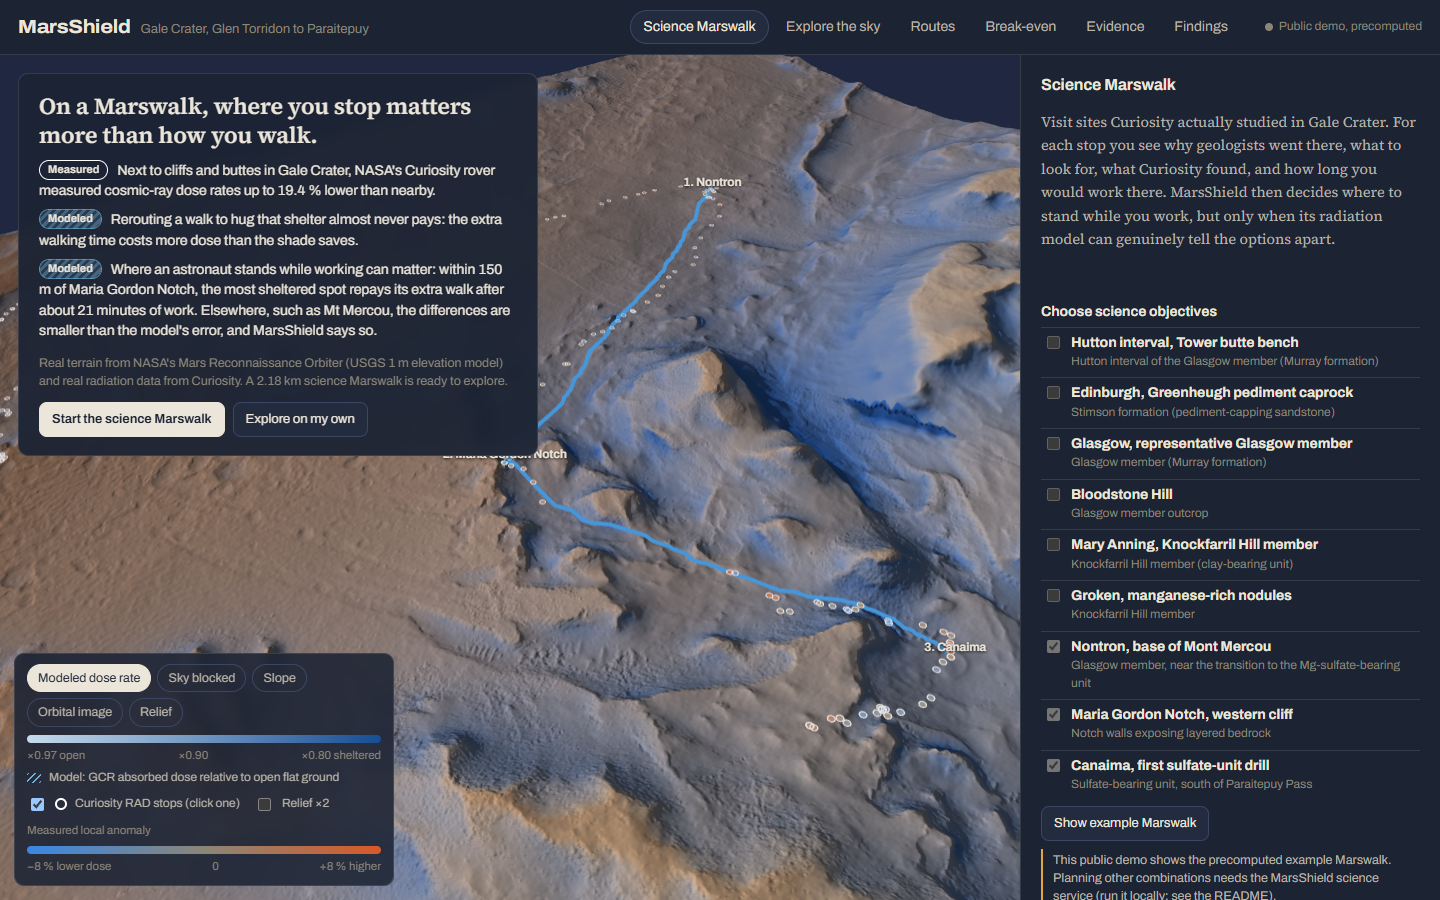 MarsShield Gale Crater, Glen Torridon to Paraitepuy
Science Marswalk Explore the sky Routes Break-even Evidence Findings Public demo, precomputed
On a Marswalk, where you stop matters
more than how you walk.
Measured Next to cliffs and buttes in Gale Crater, NASA's Curiosity rover
measured cosmic-ray dose rates up to 19.4 % lower than nearby.
Modeled Rerouting a walk to hug that shelter almost never pays: the extra
walking time costs more dose than the shade saves.
Modeled Where an astronaut stands while working can matter: within 150
m of Maria Gordon Notch, the most sheltered spot repays its extra walk after
about 21 minutes of work. Elsewhere, such as Mt Mercou, the differences are
smaller than the model's error, and MarsShield says so.
Real terrain from NASA's Mars Reconnaissance Orbiter (USGS 1 m elevation model)
and real radiation data from Curiosity. A 2.18 km science Marswalk is ready to explore.
Start the science Marswalk Explore on my own
1. Nontron
2. Maria Gordon Notch
3. Canaima
Modeled dose rate Sky blocked Slope
Orbital image Relief
×0.97 open ×0.90 ×0.80 sheltered
Model: GCR absorbed dose relative to open flat ground
Curiosity RAD stops (click one) Relief ×2
Measured local anomaly
−8 % lower dose 0 +8 % higher
Science Marswalk
Visit sites Curiosity actually studied in Gale Crater. For
each stop you see why geologists went there, what to
look for, what Curiosity found, and how long you
would work there. MarsShield then decides where to
stand while you work, but only when its radiation
model can genuinely tell the options apart.
Choose science objectives
Hutton interval, Tower butte bench
Hutton interval of the Glasgow member (Murray formation)
Edinburgh, Greenheugh pediment caprock
Stimson formation (pediment-capping sandstone)
Glasgow, representative Glasgow member
Glasgow member (Murray formation)
Bloodstone Hill
Glasgow member outcrop
Mary Anning, Knockfarril Hill member
Knockfarril Hill member (clay-bearing unit)
Groken, manganese-rich nodules
Knockfarril Hill member
Nontron, base of Mont Mercou
Glasgow member, near the transition to the Mg-sulfate-bearing
unit
Maria Gordon Notch, western cliff
Notch walls exposing layered bedrock
Canaima, first sulfate-unit drill
Sulfate-bearing unit, south of Paraitepuy Pass
Show example Marswalk
This public demo shows the precomputed example Marswalk.
Planning other combinations needs the MarsShield science
service (run it locally; see the README).